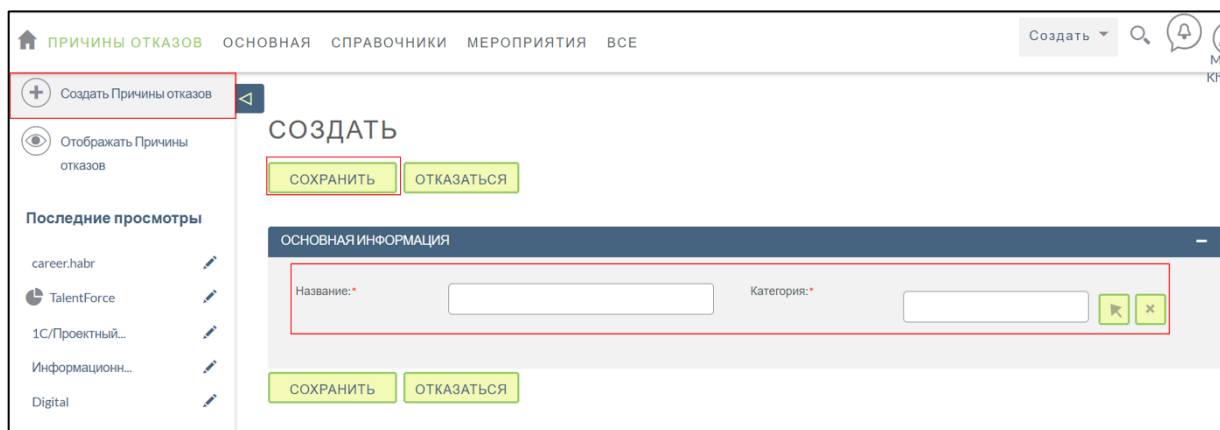 ПРИЧИНЫ ОТКАЗОВ ОСНОВНАЯ СПРАВОЧНИКИ МЕРОПРИЯТИЯ ВСЕ Создать
Создать Причины отказов
Отображать Причины
отказов
Последние просмотры
career.habr
TalentForce
1С/Проектный...
Информационн...
Digital
СОЗДАТЬ
СОХРАНИТЬ ОТКАЗАТЬСЯ
ОСНОВНАЯ ИНФОРМАЦИЯ
Название:* Категория:*
СОХРАНИТЬ ОТКАЗАТЬСЯ